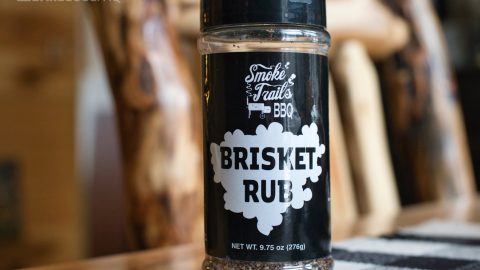 Smoke
Trails
BBQ
BRISKET
RUB
NET WT. 9.75 oz (276g)